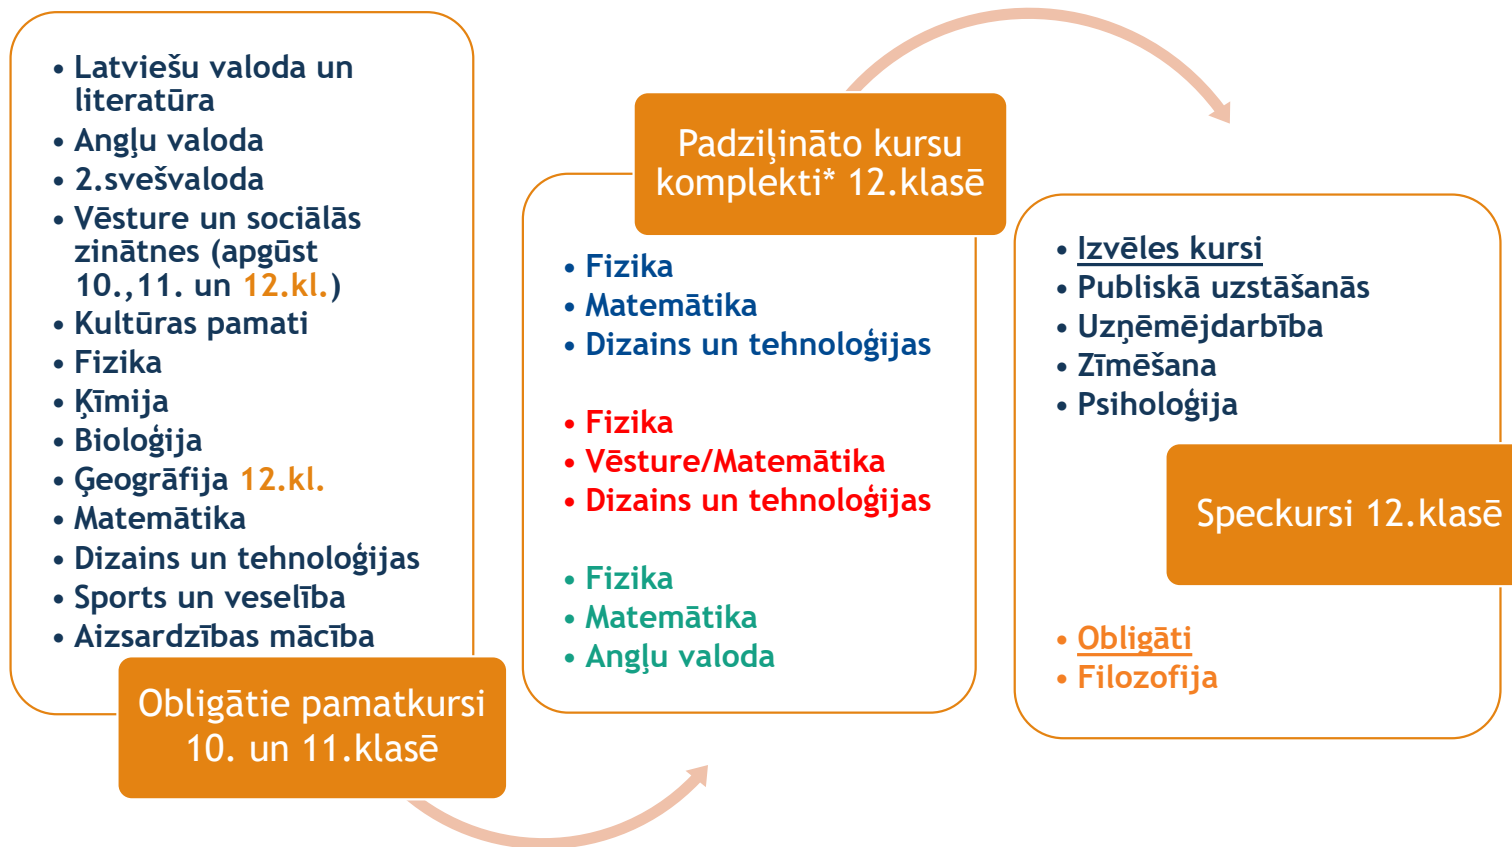 • Latviešu valoda un
literatūra
• Angļu valoda
• 2.svešvaloda
• Vēsture un sociālās
zinātnes (apgūst
10.,11. un 12.kl.)
• Kultūras pamati
• Fizika
• Ķīmija
• Bioloģija
• Ģeogrāfija 12.kl.
• Matemātika
• Dizains un tehnoloģijas
• Sports un veselība
• Aizsardzības mācība
Obligātie pamatkursi
10. un 11.klasē
Padziļināto kursu
komplekti* 12.klasē
• Fizika
• Matemātika
• Dizains un tehnoloģijas
• Fizika
• Vēsture/Matemātika
• Dizains un tehnoloģijas
• Fizika
• Matemātika
• Angļu valoda
• Izvēles kursi
• Publiskā uzstāšanās
• Uzņēmējdarbība
• Zīmēšana
• Psiholoģija
Speckursi 12.klasē
• Obligāti
• Filozofija